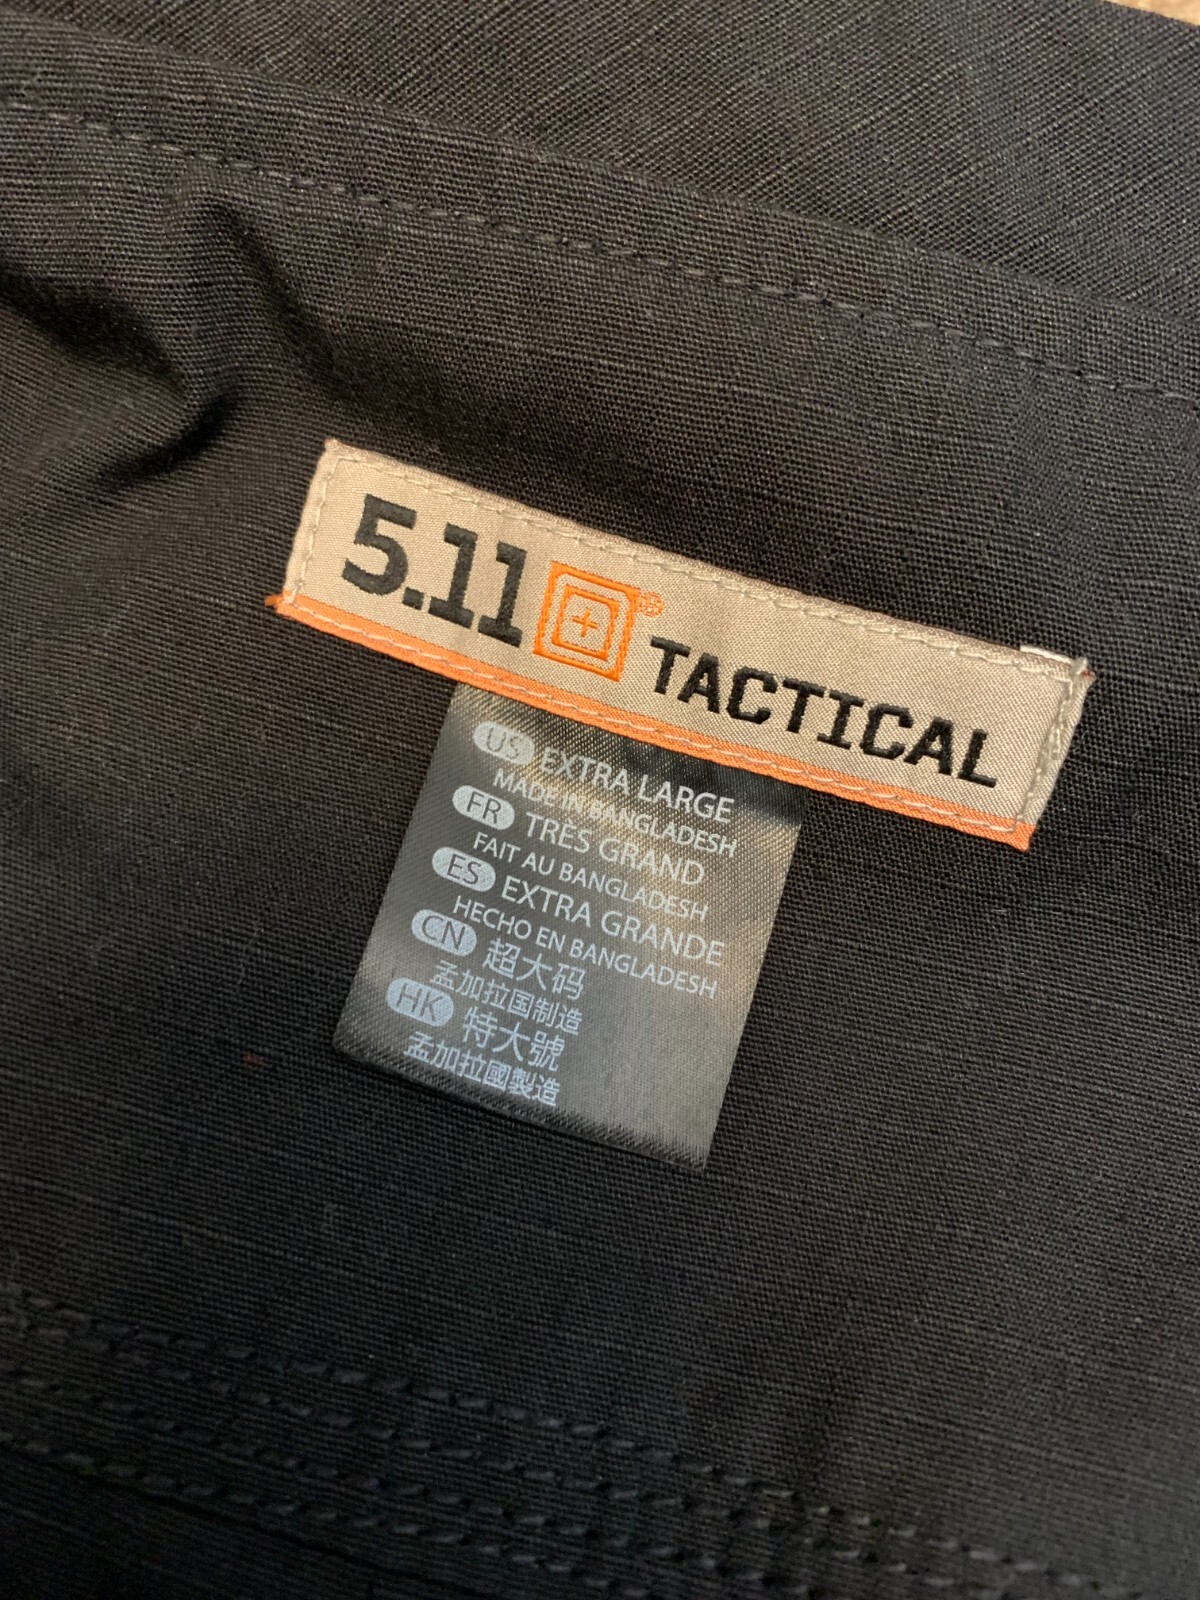 5.11® TACTICAL
US EXTRA LARGE
MADE IN BANGLADESH
FR TRÈS GRAND
FAIT AU BANGLADESH
ES EXTRA GRANDE
HECHO EN BANGLADESH
CN 超大码
孟加拉国制造
HK 特大號
孟加拉國製造